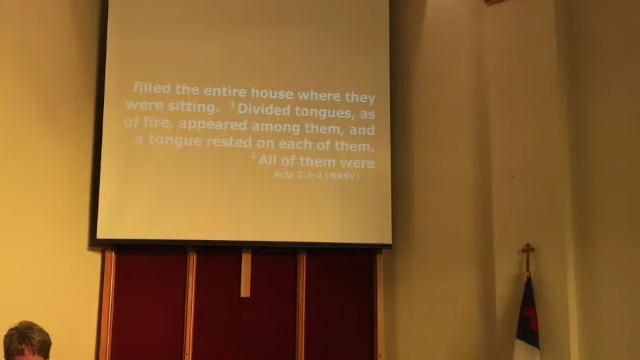 filled the entire house where they
were sitting. 3 Divided tongues, as
of fire, appeared among them, and
a tongue rested on each of them.
4 All of them were
Acts 2.2-4 (NRSV)